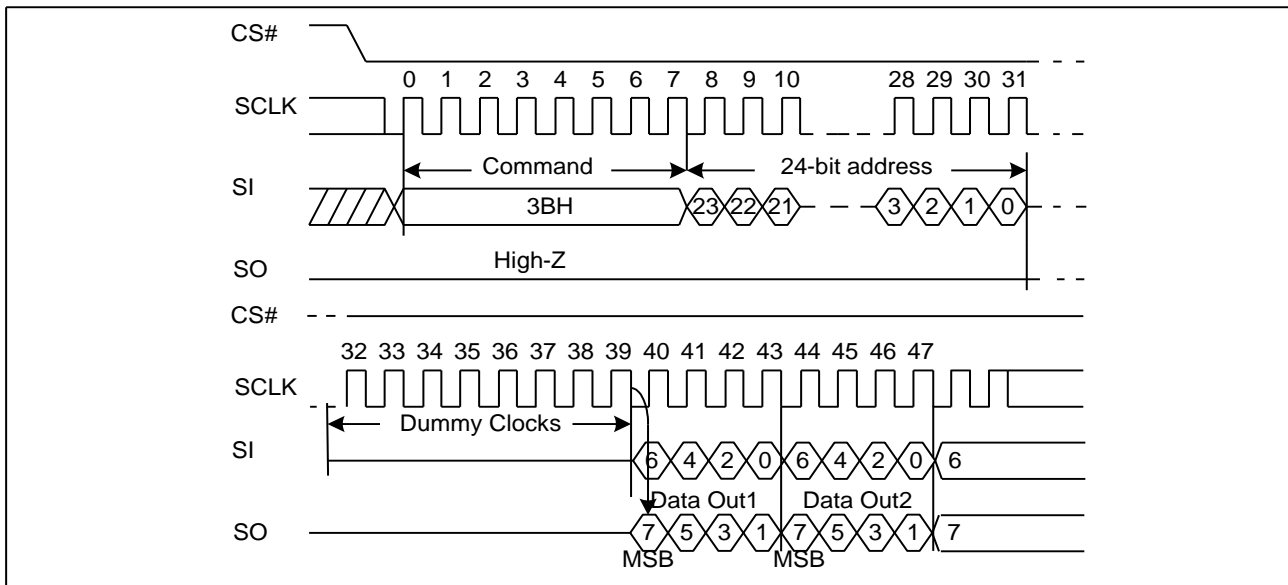 CS#
0 1 2 3 4 5 6 7 8 9 10 28 29 30 31
SCLK
Command 24-bit address
SI
3BH 23 22 21 3 2 1 0
High-Z
SO
CS#
32 33 34 35 36 37 38 39 40 41 42 43 44 45 46 47
SCLK
Dummy Clocks
SI
6 4 2 0 6 4 2 0 6
Data Out1 Data Out2
SO
7 5 3 1 7 5 3 1 7
MSB MSB